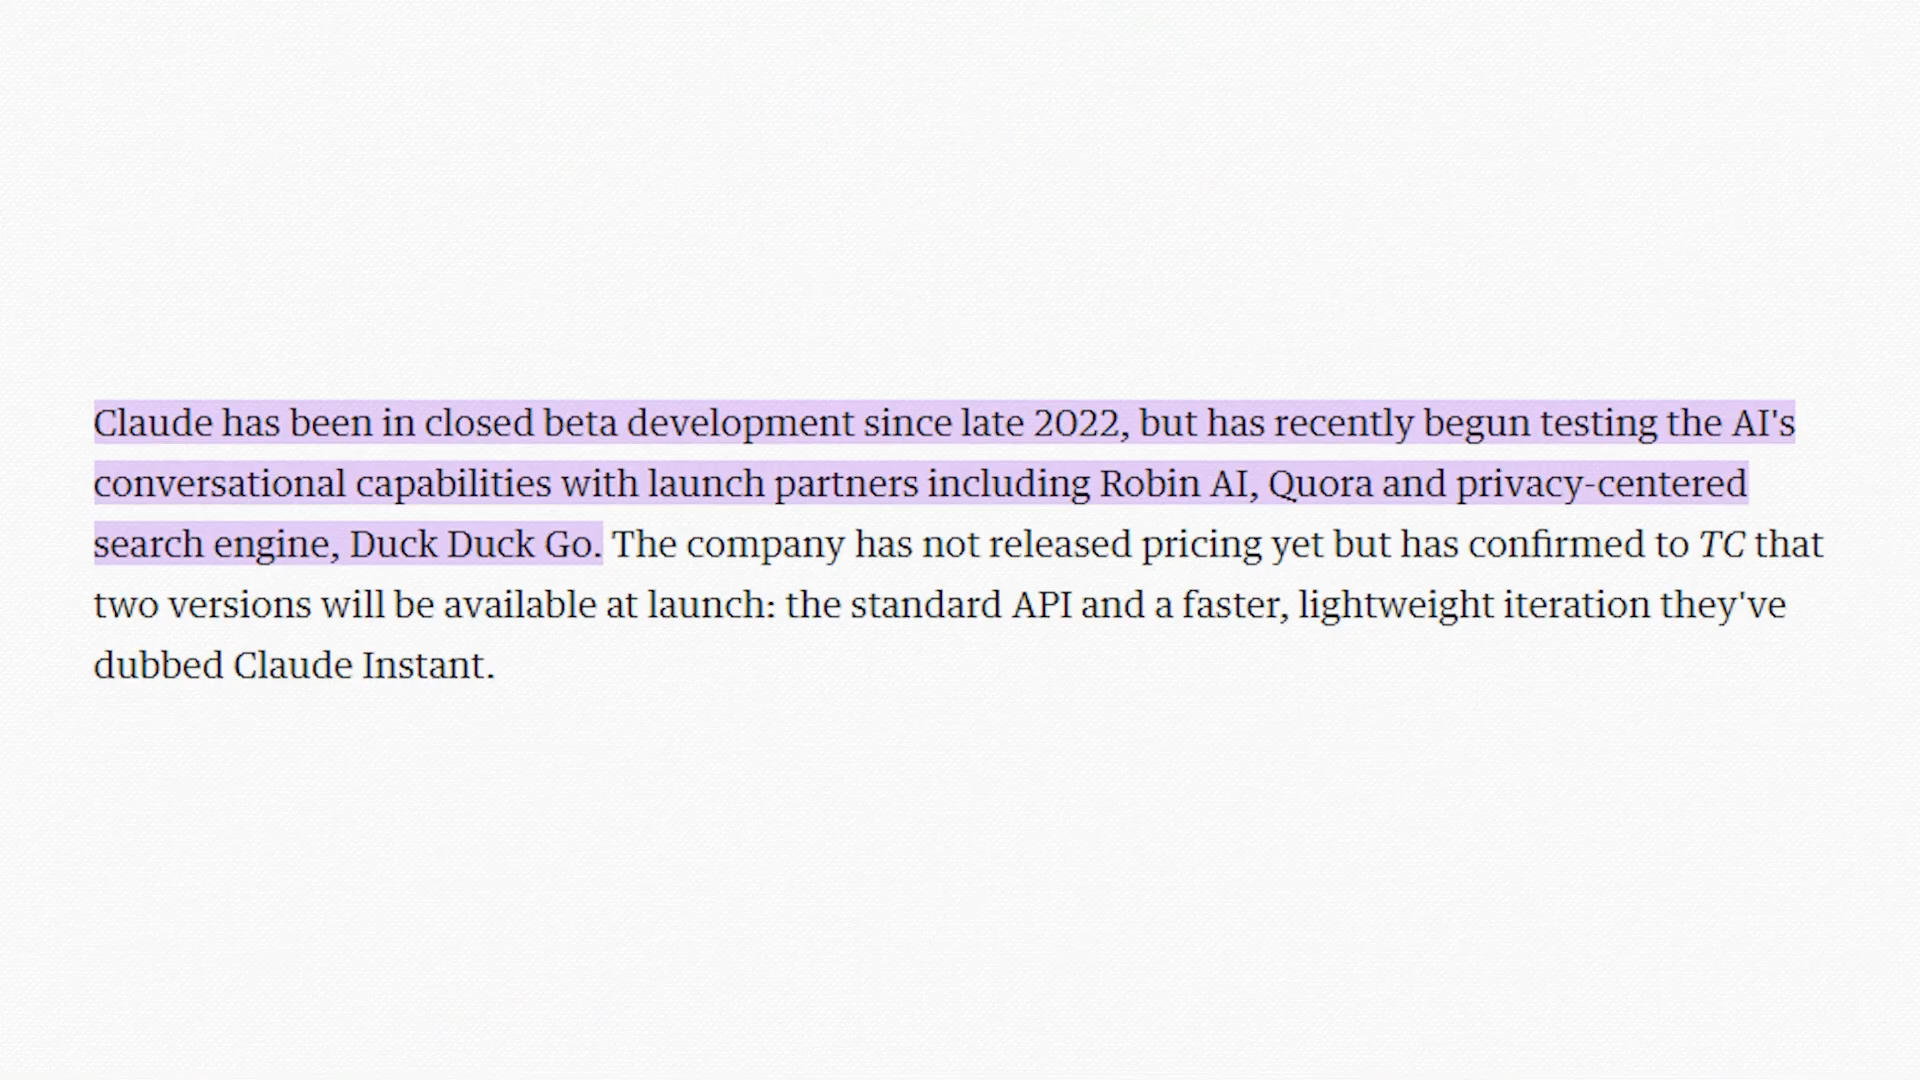 Claude has been in closed beta development since late 2022, but has recently begun testing the AI's
conversational capabilities with launch partners including Robin AI, Quora and privacy-centered
search engine, Duck Duck Go. The company has not released pricing yet but has confirmed to TC that
two versions will be available at launch: the standard API and a faster, lightweight iteration they've
dubbed Claude Instant.